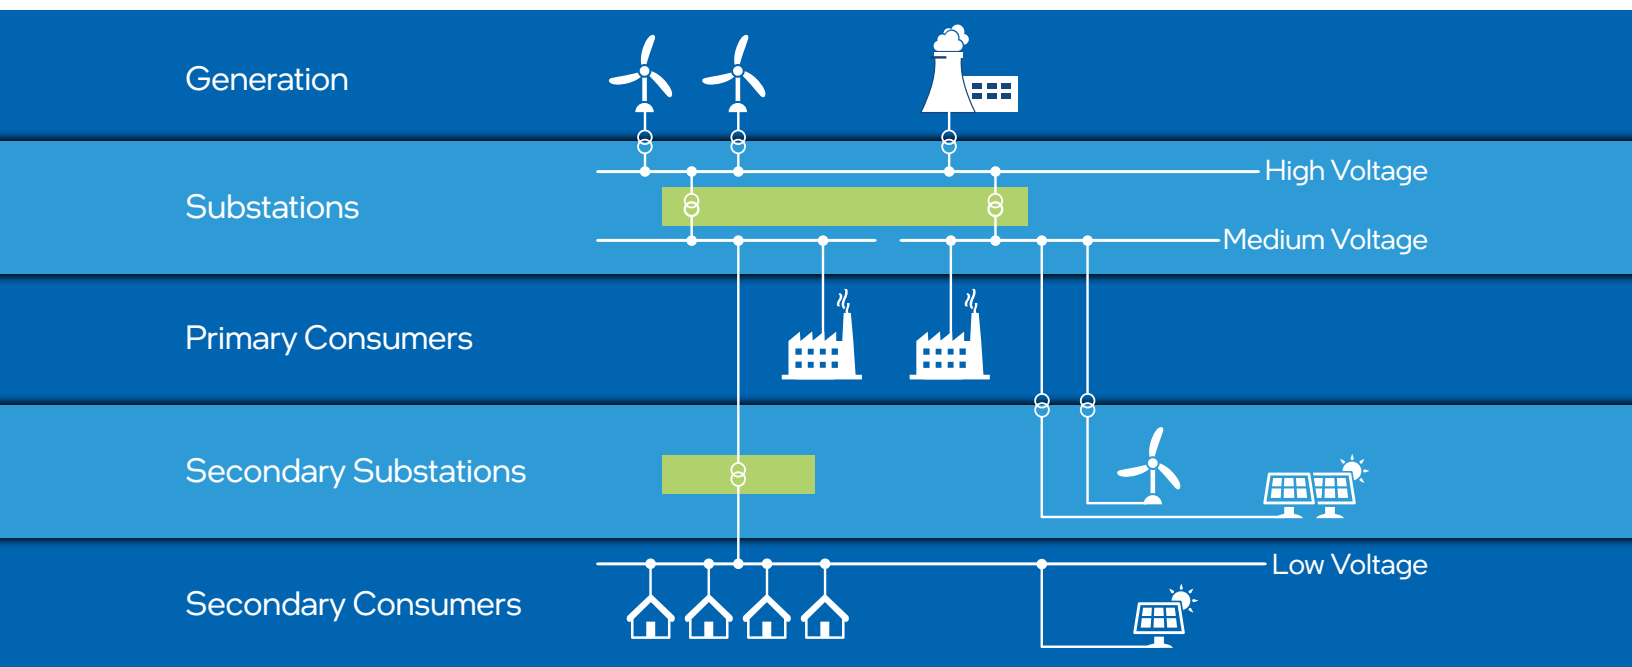 Generation
High Voltage
Substations
Medium Voltage
Primary Consumers
Secondary Substations
Low Voltage
Secondary Consumers